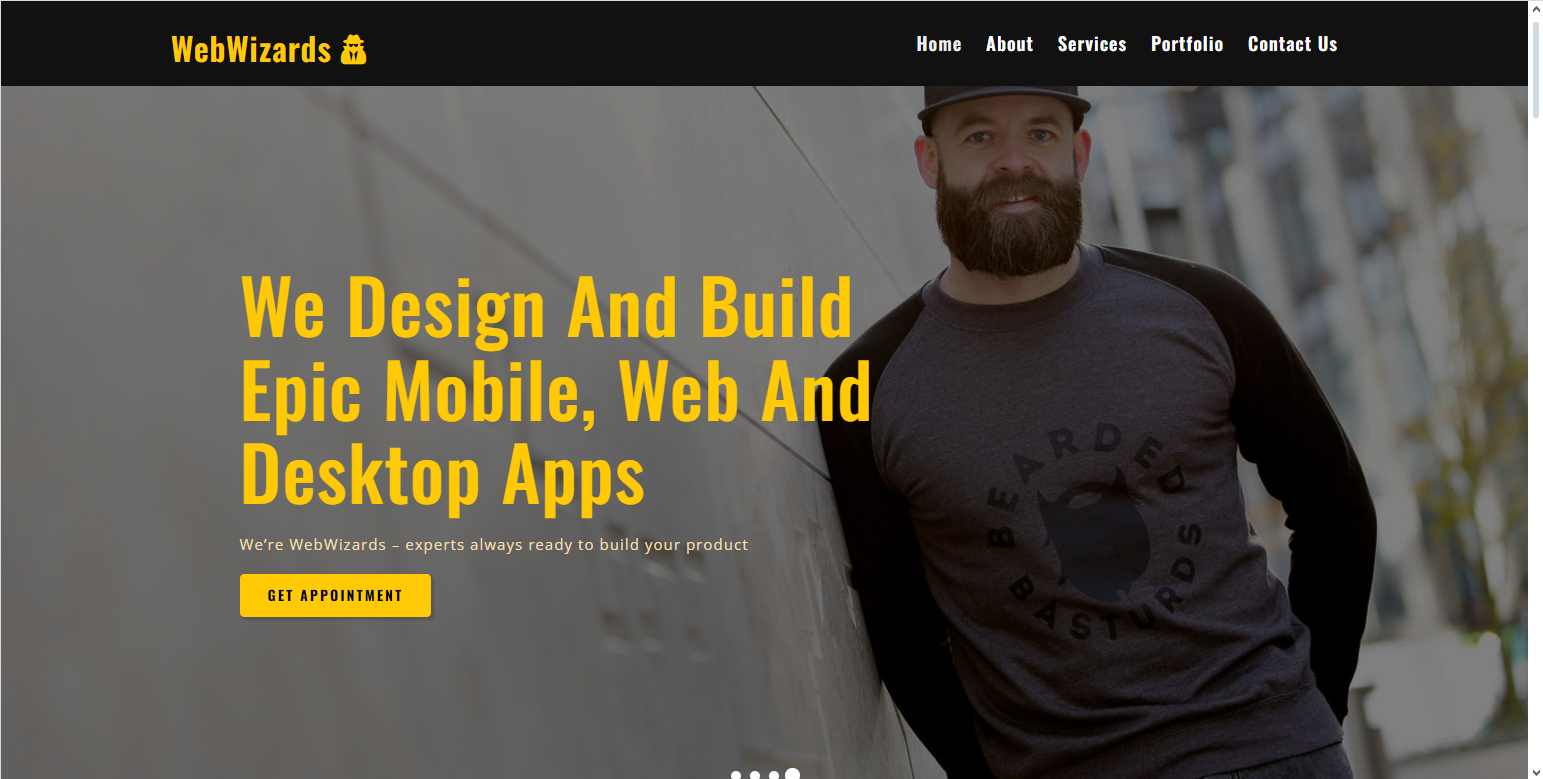 WebWizards
Home About Services Portfolio Contact Us
We Design And Build
Epic Mobile, Web And
Desktop Apps
We're WebWizards – experts always ready to build your product
GET APPOINTMENT
BEARDED
BASTURDS